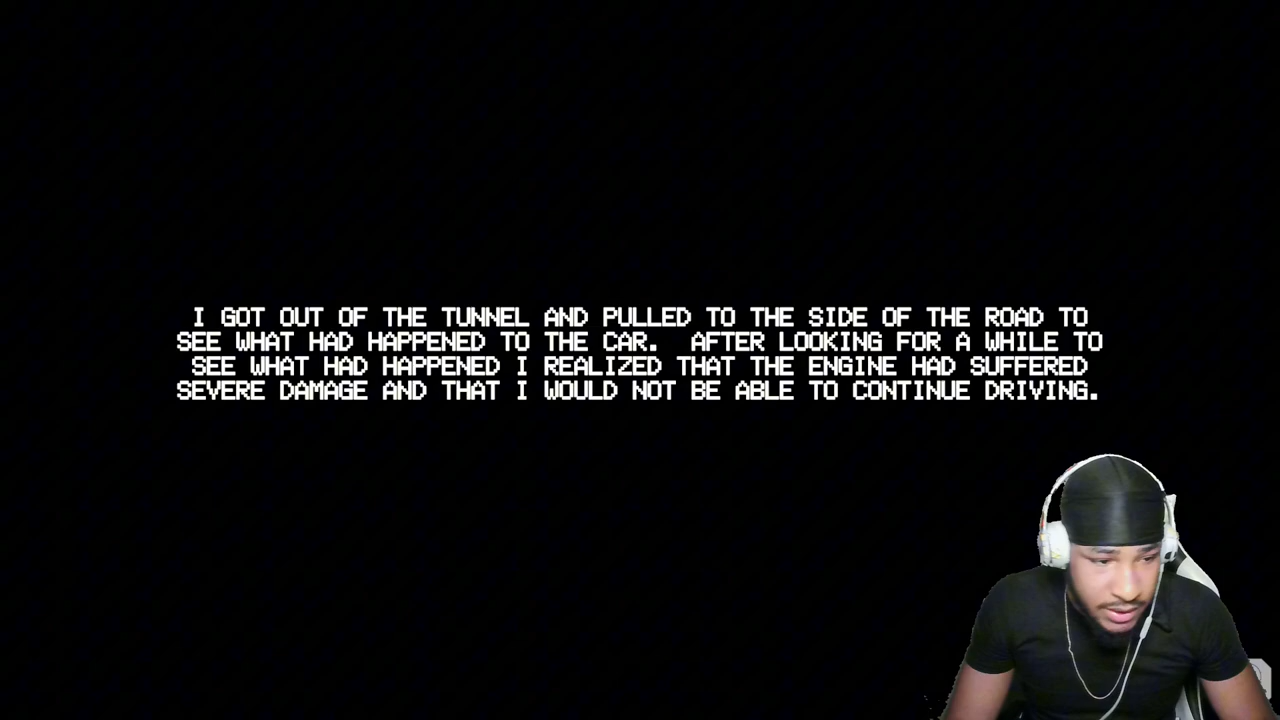 I GOT OUT OF THE TUNNEL AND PULLED TO THE SIDE OF THE ROAD TO
SEE WHAT HAD HAPPENED TO THE CAR.  AFTER LOOKING FOR A WHILE TO
SEE WHAT HAD HAPPENED I REALIZED THAT THE ENGINE HAD SUFFERED
SEVERE DAMAGE AND THAT I WOULD NOT BE ABLE TO CONTINUE DRIVING.